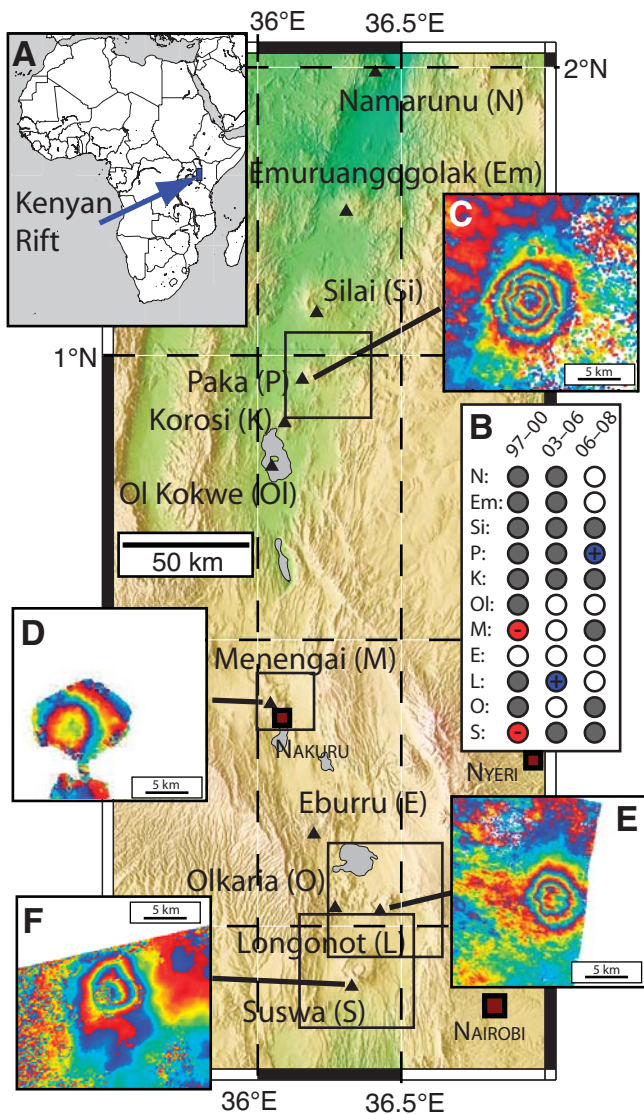 36°E
36.5°E
A
Kenyan
Rift
2°N
Namarunu (N)
Emuruangogolak (Em)
C
5 km
Silai (Si)
1°N
Paka (P)
Korosi (K)
Ol Kokwe (Ol)
50 km
B
97–00
03–06
06–08
N:
Em:
Si:
P: +
K:
Ol:
M: -
E:
L: +
O:
S: -
D
5 km
Menengai (M)
NAKURU
NYERI
Eburru (E)
E
5 km
Olkaria (O)
F
5 km
Longonot (L)
Suswa (S)
NAIROBI
36°E
36.5°E